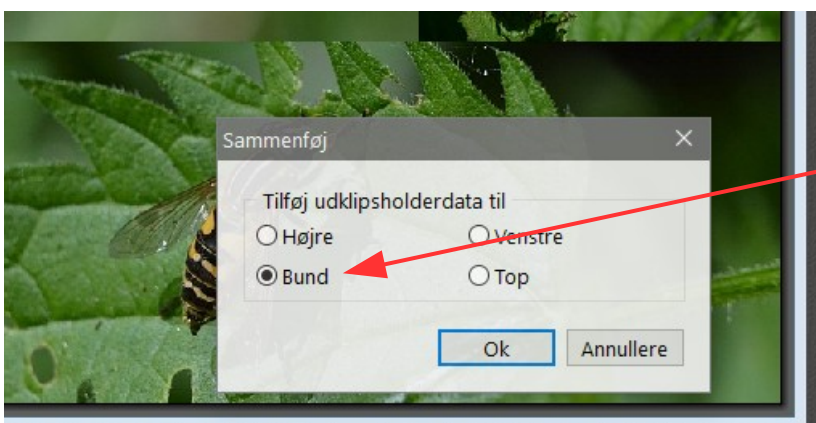 Sammenføj
Tilføj udklipsholderdata til
Højre
Venstre
Bund
Top
Ok
Annullere